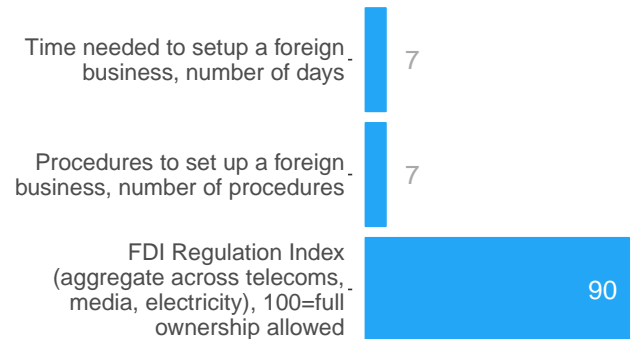 Time needed to setup a foreign
business, number of days
7
Procedures to set up a foreign
business, number of procedures
7
FDI Regulation Index
(aggregate across telecoms,
media, electricity), 100=full
ownership allowed
90